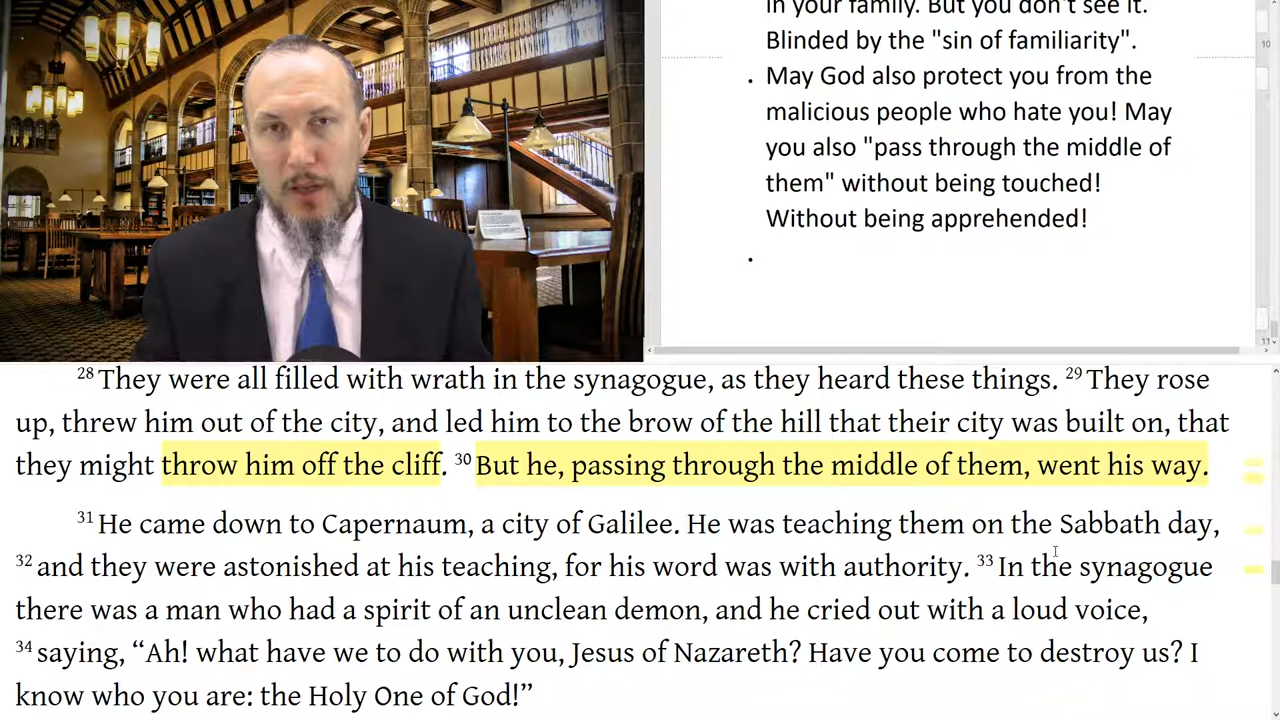 in your family. But you don't see it.
Blinded by the "sin of familiarity".
. May God also protect you from the
malicious people who hate you! May
you also "pass through the middle of
them" without being touched!
Without being apprehended!
.
10
11
28 They were all filled with wrath in the synagogue, as they heard these things. 29 They rose
up, threw him out of the city, and led him to the brow of the hill that their city was built on, that
they might throw him off the cliff. 30 But he, passing through the middle of them, went his way.
31 He came down to Capernaum, a city of Galilee. He was teaching them on the Sabbath day,
32 and they were astonished at his teaching, for his word was with authority. 33 In the synagogue
there was a man who had a spirit of an unclean demon, and he cried out with a loud voice,
34 saying, “Ah! what have we to do with you, Jesus of Nazareth? Have you come to destroy us? I
know who you are: the Holy One of God!”